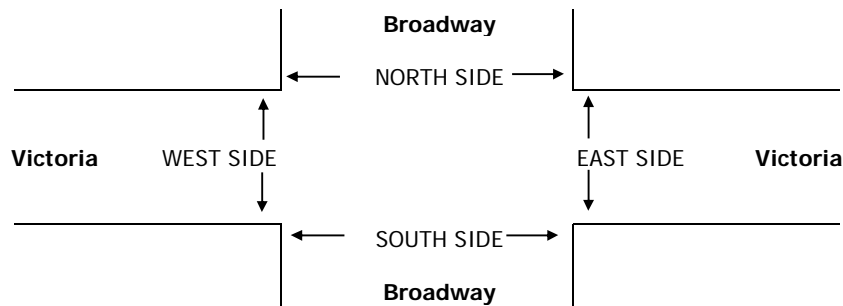 Broadway
NORTH SIDE
Victoria WEST SIDE EAST SIDE Victoria
SOUTH SIDE
Broadway